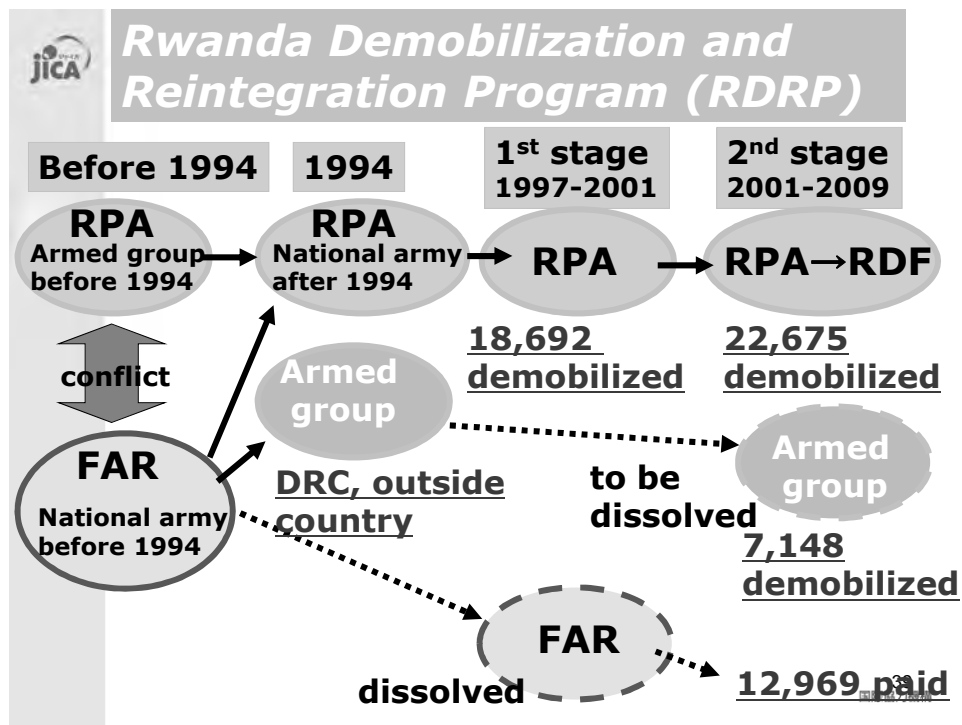 Rwanda Demobilization and
Reintegration Program (RDRP)
jICA
Before 1994
1994
1st stage
1997-2001
2nd stage
2001-2009
RPA
Armed group
before 1994
RPA
National army
after 1994
RPA
RPA→RDF
18,692
demobilized
22,675
demobilized
conflict
Armed
group
FAR
National army
before 1994
DRC, outside
country
to be
dissolved
Armed
group
7,148
demobilized
FAR
dissolved
12,969 paid
39